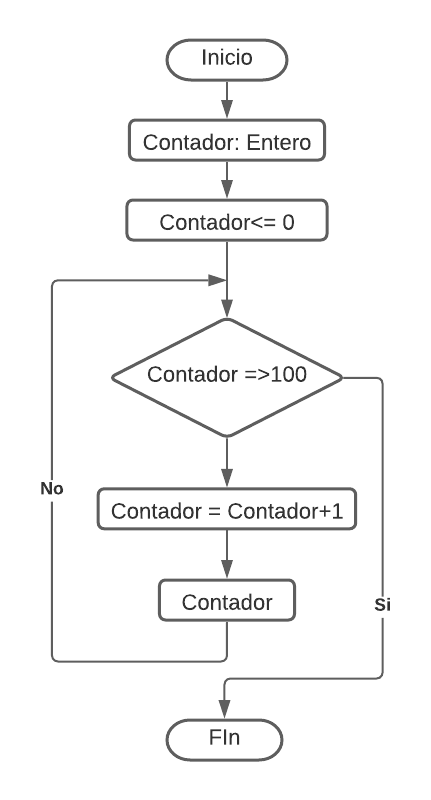 Inicio
Contador: Entero
Contador<= 0
Contador =>100
No
Contador = Contador+1
Contador
Si
FIn